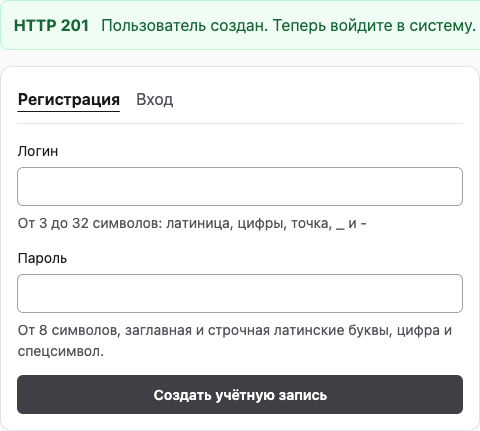 HTTP 201 Пользователь создан. Теперь войдите в систему.
Регистрация Вход
Логин
От 3 до 32 символов: латиница, цифры, точка, _ и -
Пароль
От 8 символов, заглавная и строчная латинские буквы, цифра и
спецсимвол.
Создать учётную запись